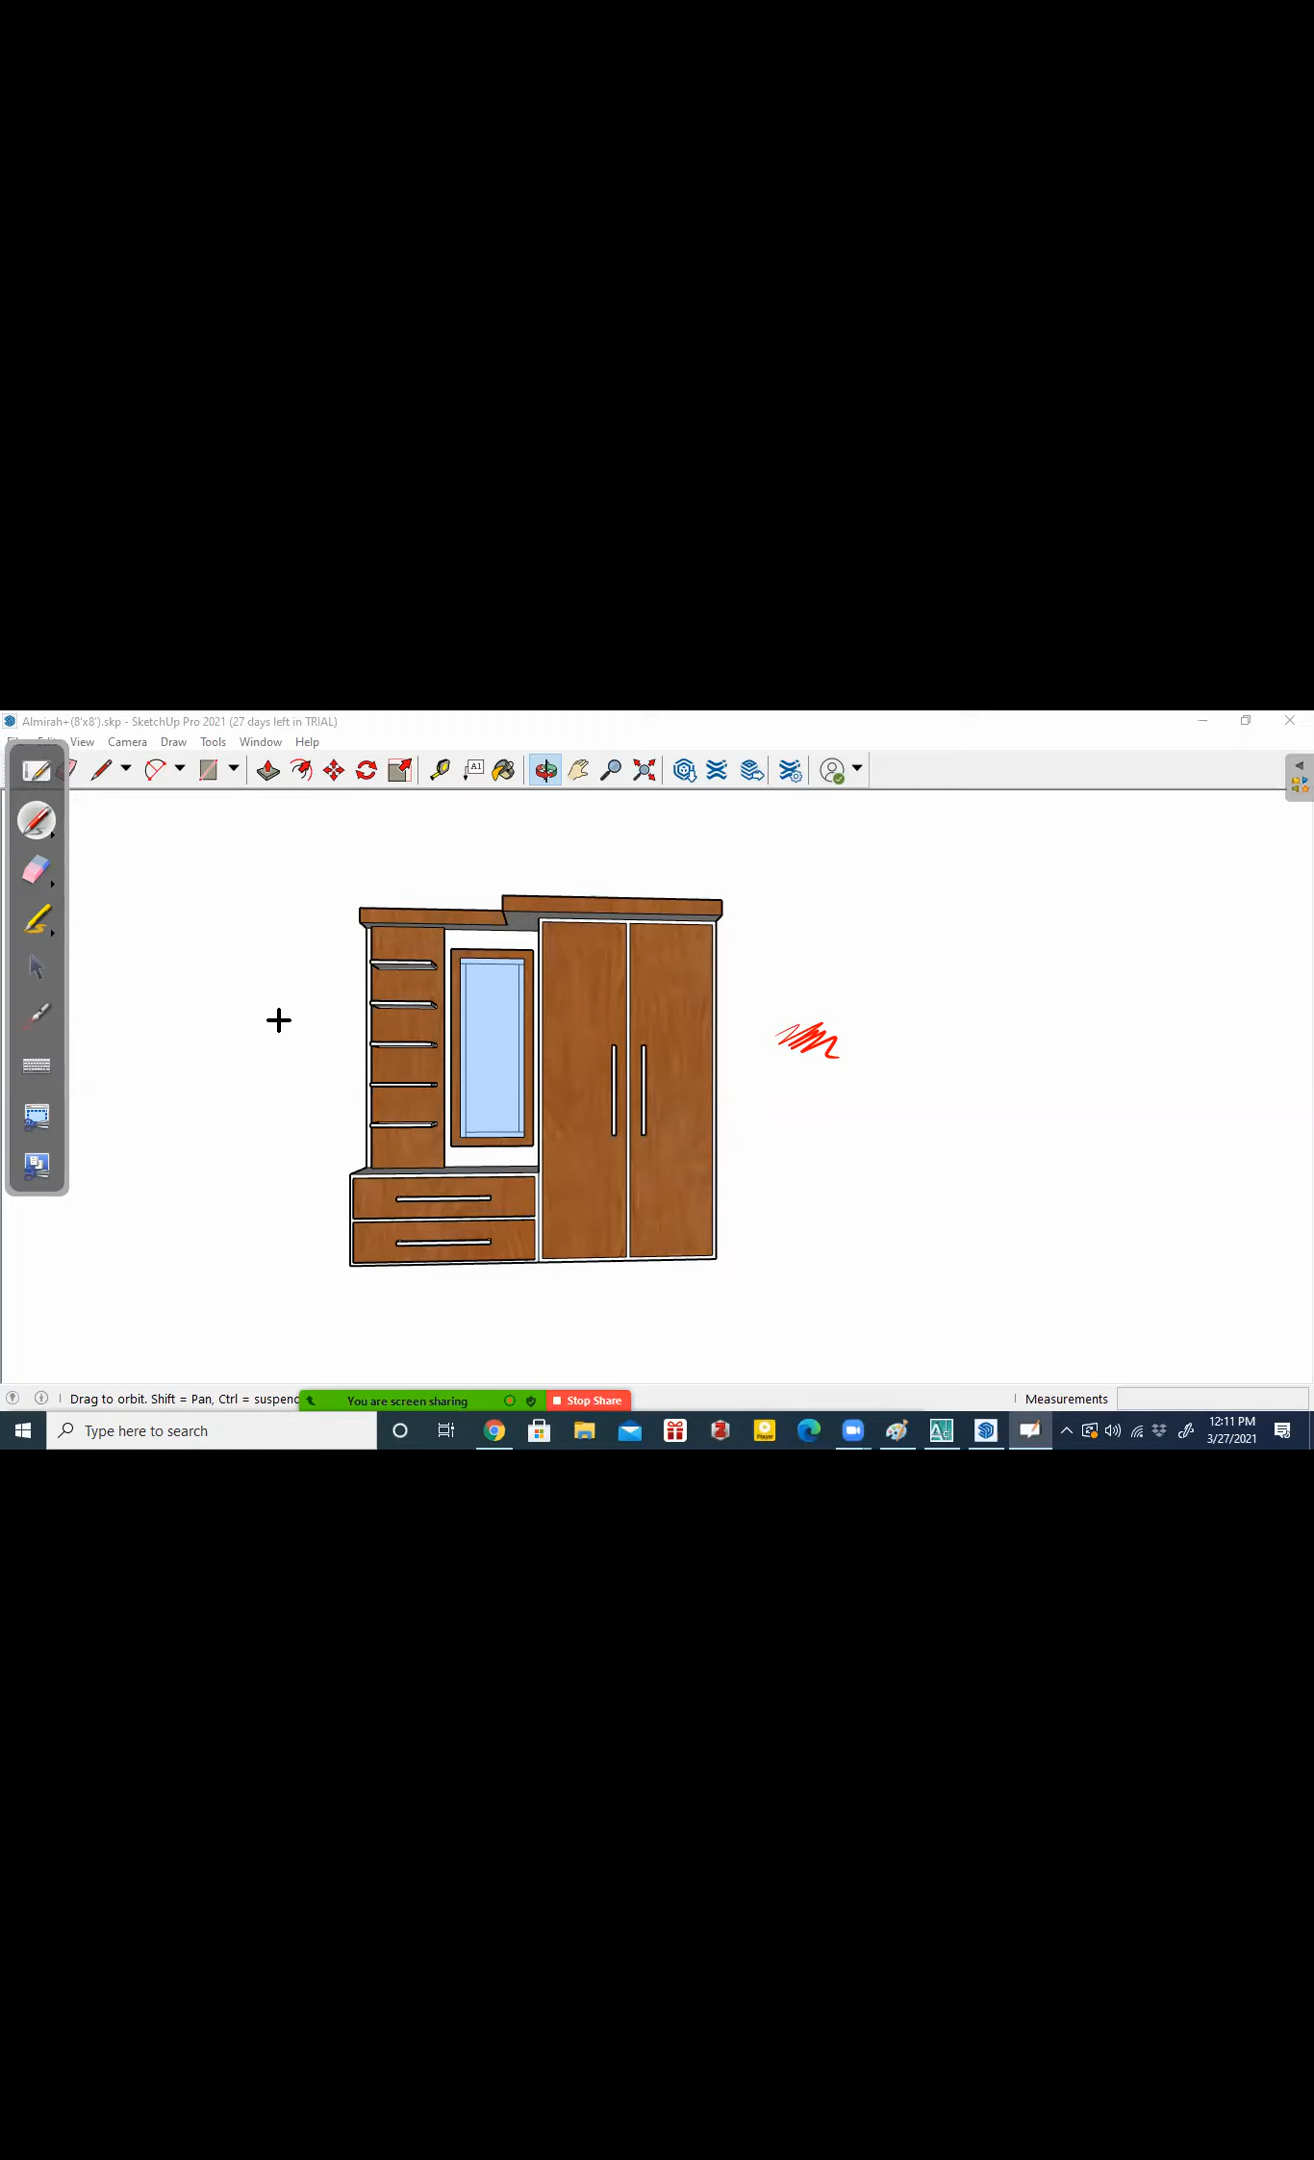 Almirah+(8'x8').skp - SketchUp Pro 2021 (27 days left in TRIAL)
View Camera Draw Tools Window Help
A1
Drag to orbit. Shift = Pan, Ctrl = suspend
You are screen sharing
Stop Share
Measurements
Type here to search
Player
12:11 PM
3/27/2021